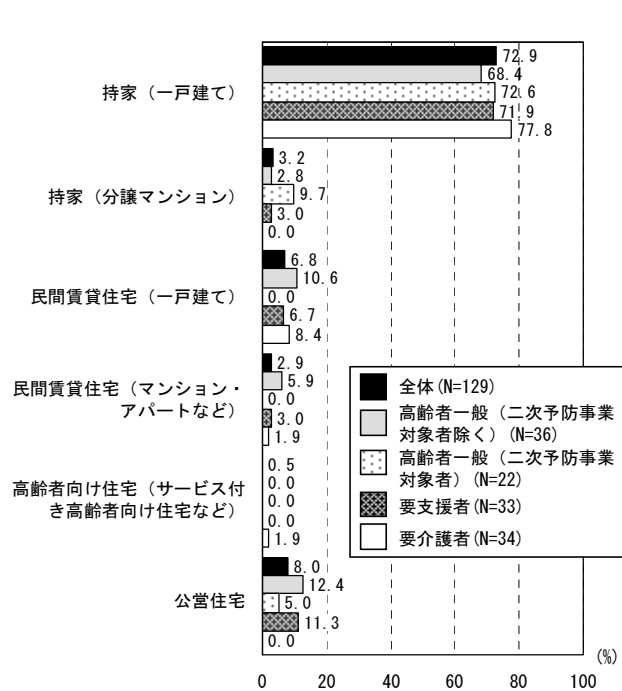 持家（一戸建て）
72.9
68.4
72.6
71.9
77.8
持家（分譲マンション）
3.2
2.8
9.7
3.0
0.0
民間賃貸住宅（一戸建て）
6.8
10.6
0.0
6.7
8.4
民間賃貸住宅（マンション・
アパートなど）
2.9
5.9
0.0
3.0
1.9
高齢者向け住宅（サービス付
き高齢者向け住宅など）
0.5
0.0
0.0
0.0
1.9
公営住宅
8.0
12.4
5.0
11.3
0.0
全体(N=129)
高齢者一般（二次予防事業
対象者除く）(N=36)
高齢者一般（二次予防事業
対象者）(N=22)
要支援者(N=33)
要介護者(N=34)
(%)
0 20 40 60 80 100